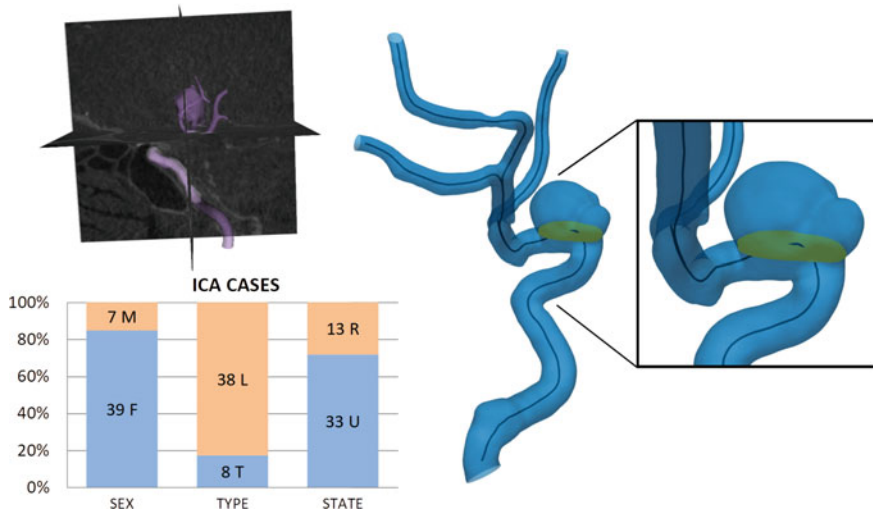 ICA CASES
100%
80%
60%
40%
20%
0%
7 M
39 F
38 L
8 T
13 R
33 U
SEX TYPE STATE